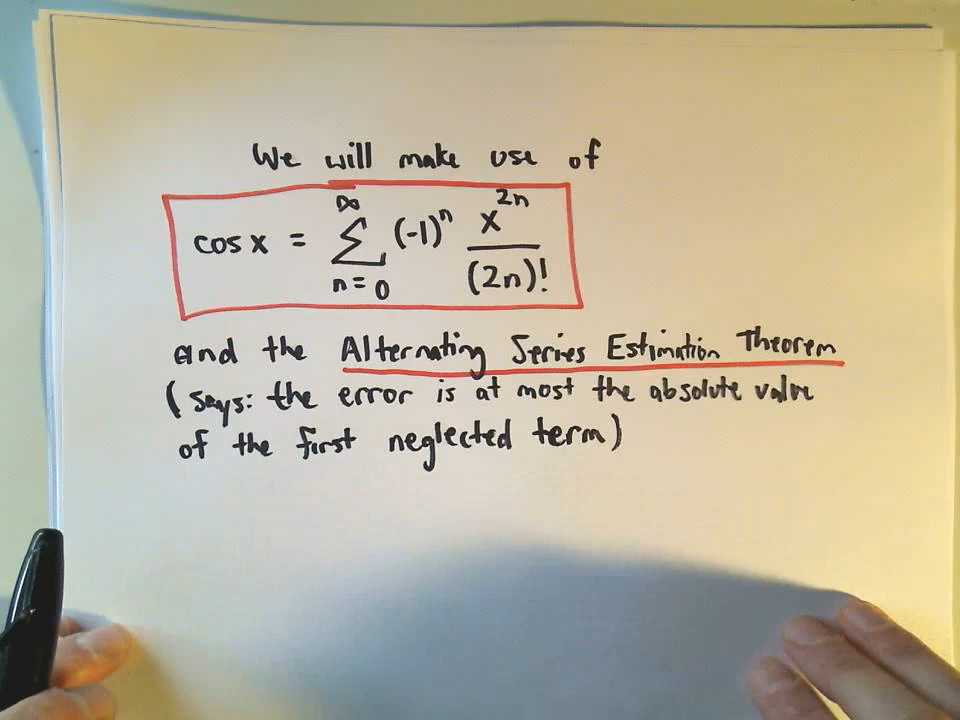 We will make use of
cos x = ∞ Σ n=0 (-1)^n x^2n / (2n)!
and the Alternating Series Estimation Theorem
(says: the error is at most the absolute value
of the first neglected term)